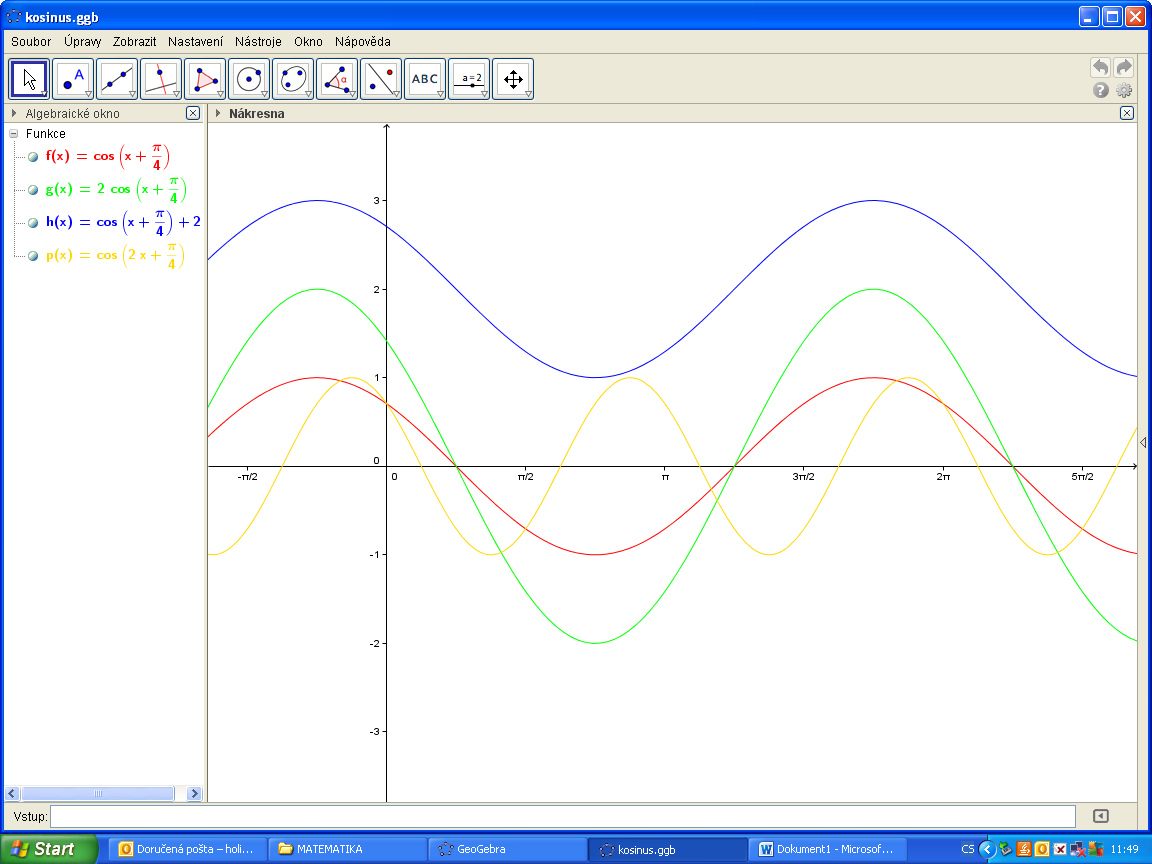 kosinus.ggb
Soubor Úpravy Zobrazit Nastavení Nástroje Okno Nápověda
A α ABC a=2
Algebraické okno
Nákresna
Funkce
f(x) = cos (x + π/4)
g(x) = 2 cos (x + π/4)
h(x) = cos (x + π/4) + 2
p(x) = cos (2 x + π/4)
3
2
1
0
-π/2 0 π/2 π 3π/2 2π 5π/2
-1
-2
-3
Vstup:
Start Doručená pošta – holi... MATEMATIKA GeoGebra kosinus.ggb Dokument1 - Microsof... CS 11:49